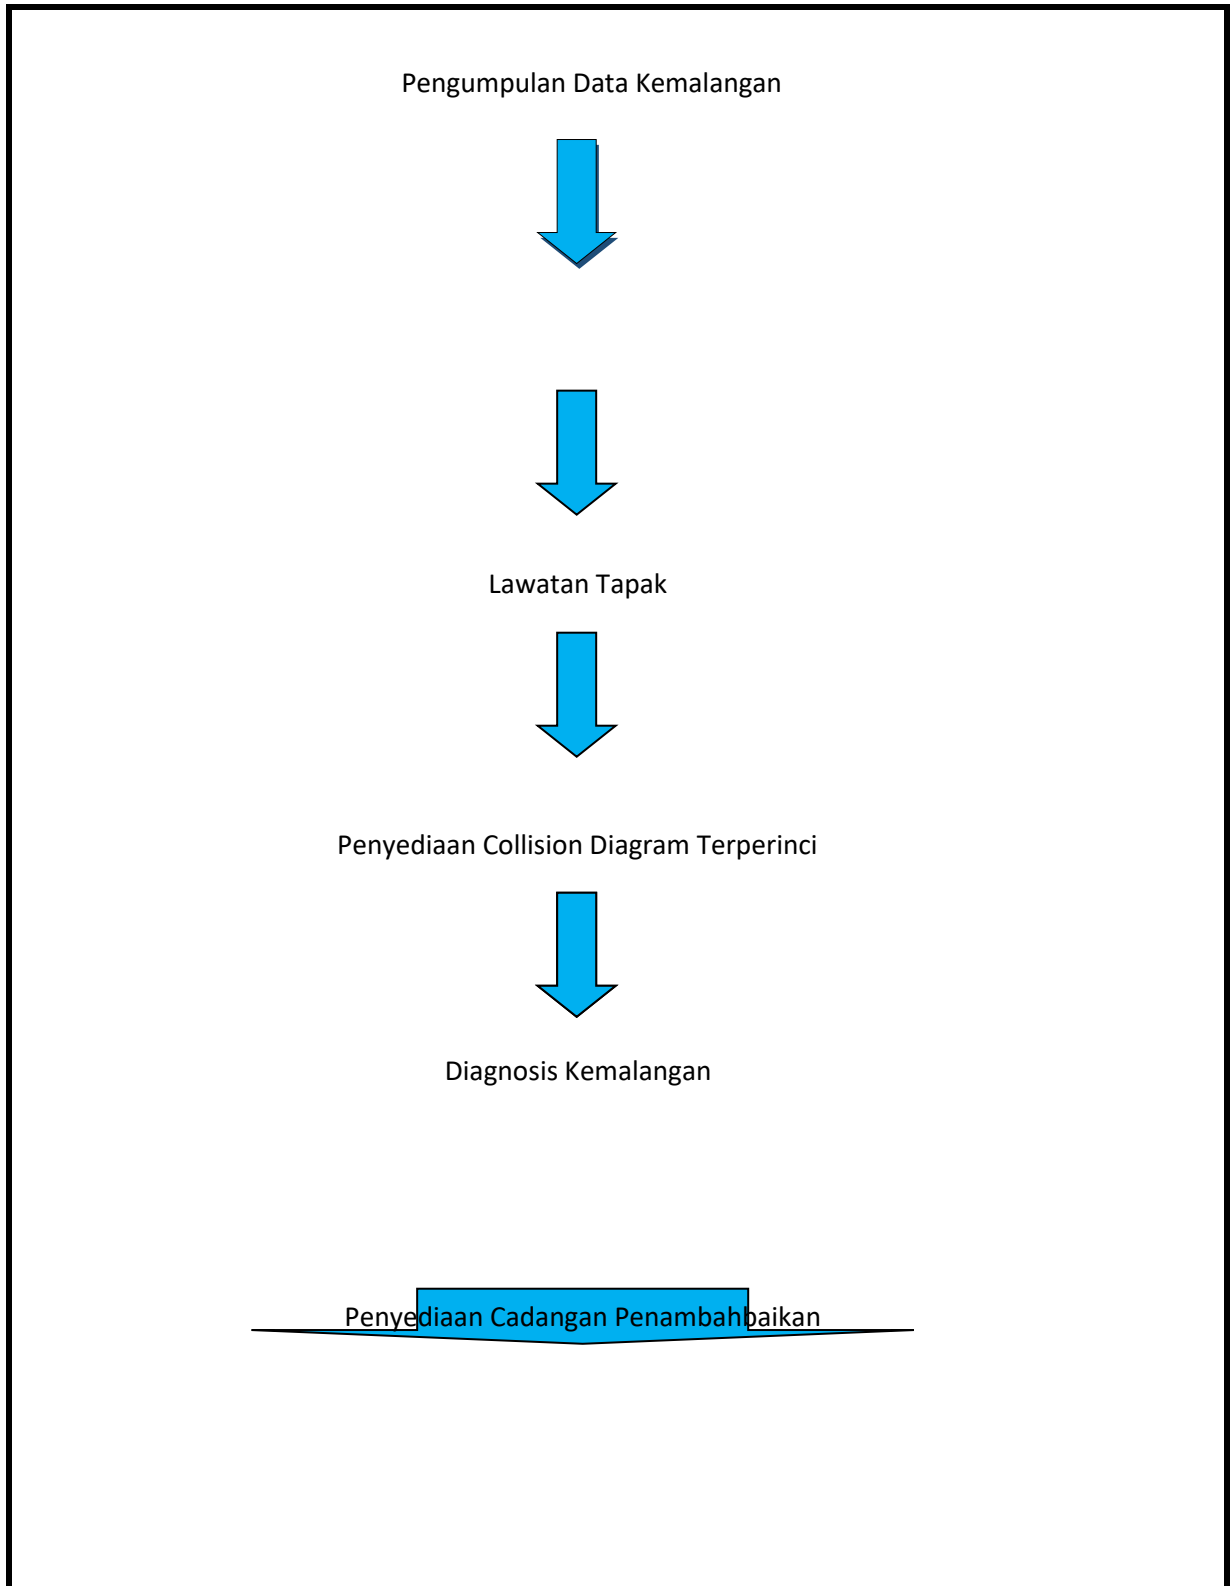 Pengumpulan Data Kemalangan
Lawatan Tapak
Penyediaan Collision Diagram Terperinci
Diagnosis Kemalangan
Penyediaan Cadangan Penambahbaikan